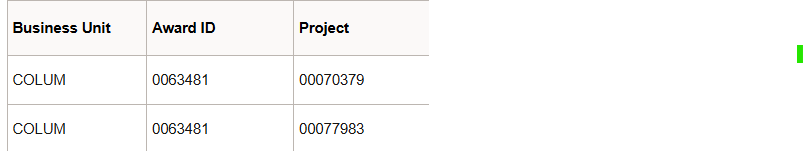 Business Unit Award ID Project
COLUM 0063481 00070379
COLUM 0063481 00077983